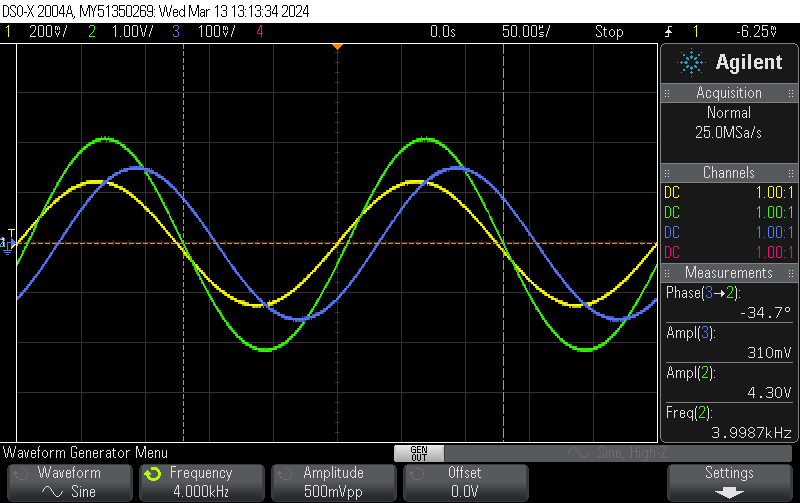 DSO-X 2004A, MY51350269: Wed Mar 13 13:13:34 2024
1 200mV/ 2 1.00V/ 3 100mV/ 4 0.0s 50.00us/ Stop 1 -6.25mV
Agilent
Acquisition
Normal
25.0MSa/s
Channels
DC 1.00:1
DC 1.00:1
DC 1.00:1
DC 1.00:1
Measurements
Phase(3→2):
-34.7°
Ampl(3):
310mV
Ampl(2):
4.30V
Freq(2):
3.9987kHz
T
Waveform Generator Menu
GEN OUT
Sine, High-Z
Waveform
Sine
Frequency
4.000kHz
Amplitude
500mVpp
Offset
0.0V
Settings